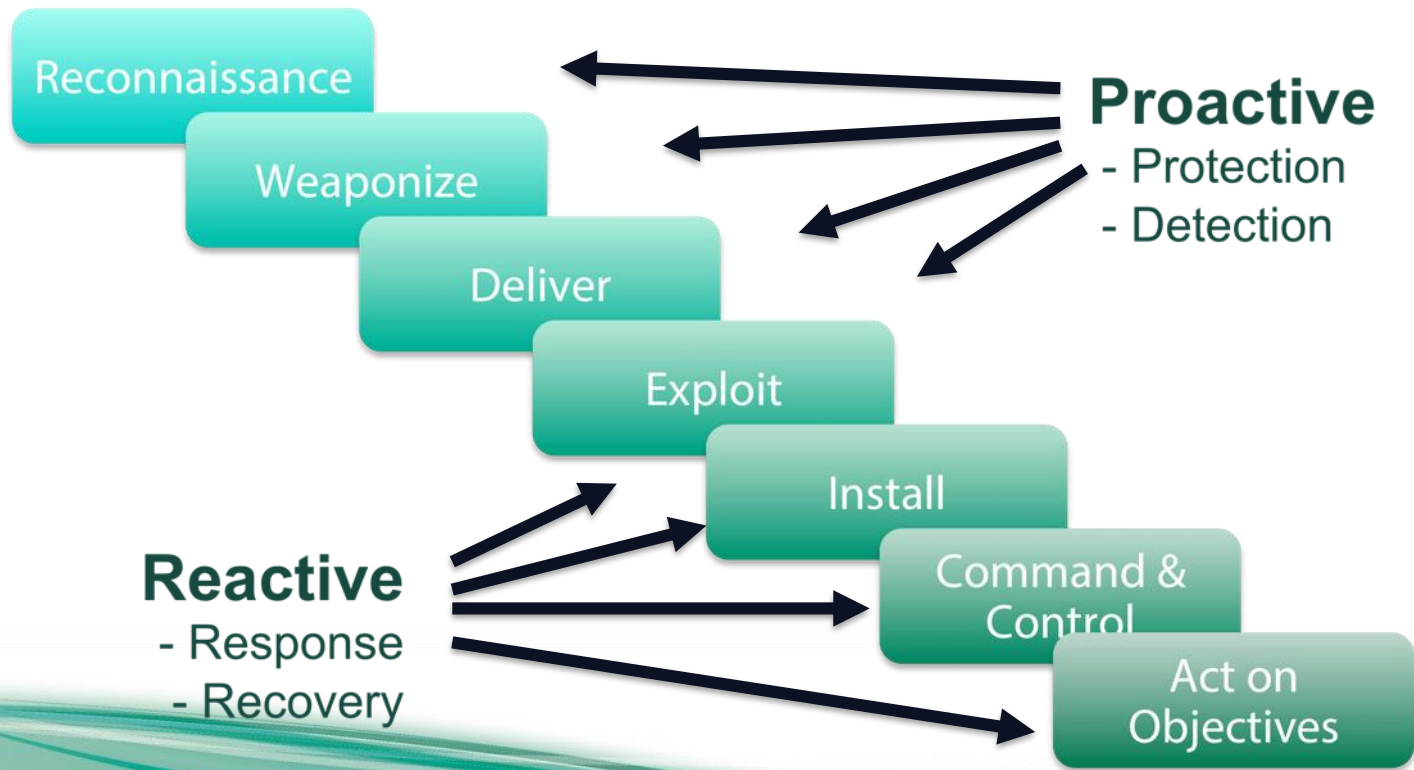 Reconnaissance
Weaponize
Deliver
Exploit
Install
Command &
Control
Act on
Objectives
Proactive
- Protection
- Detection
Reactive
- Response
- Recovery